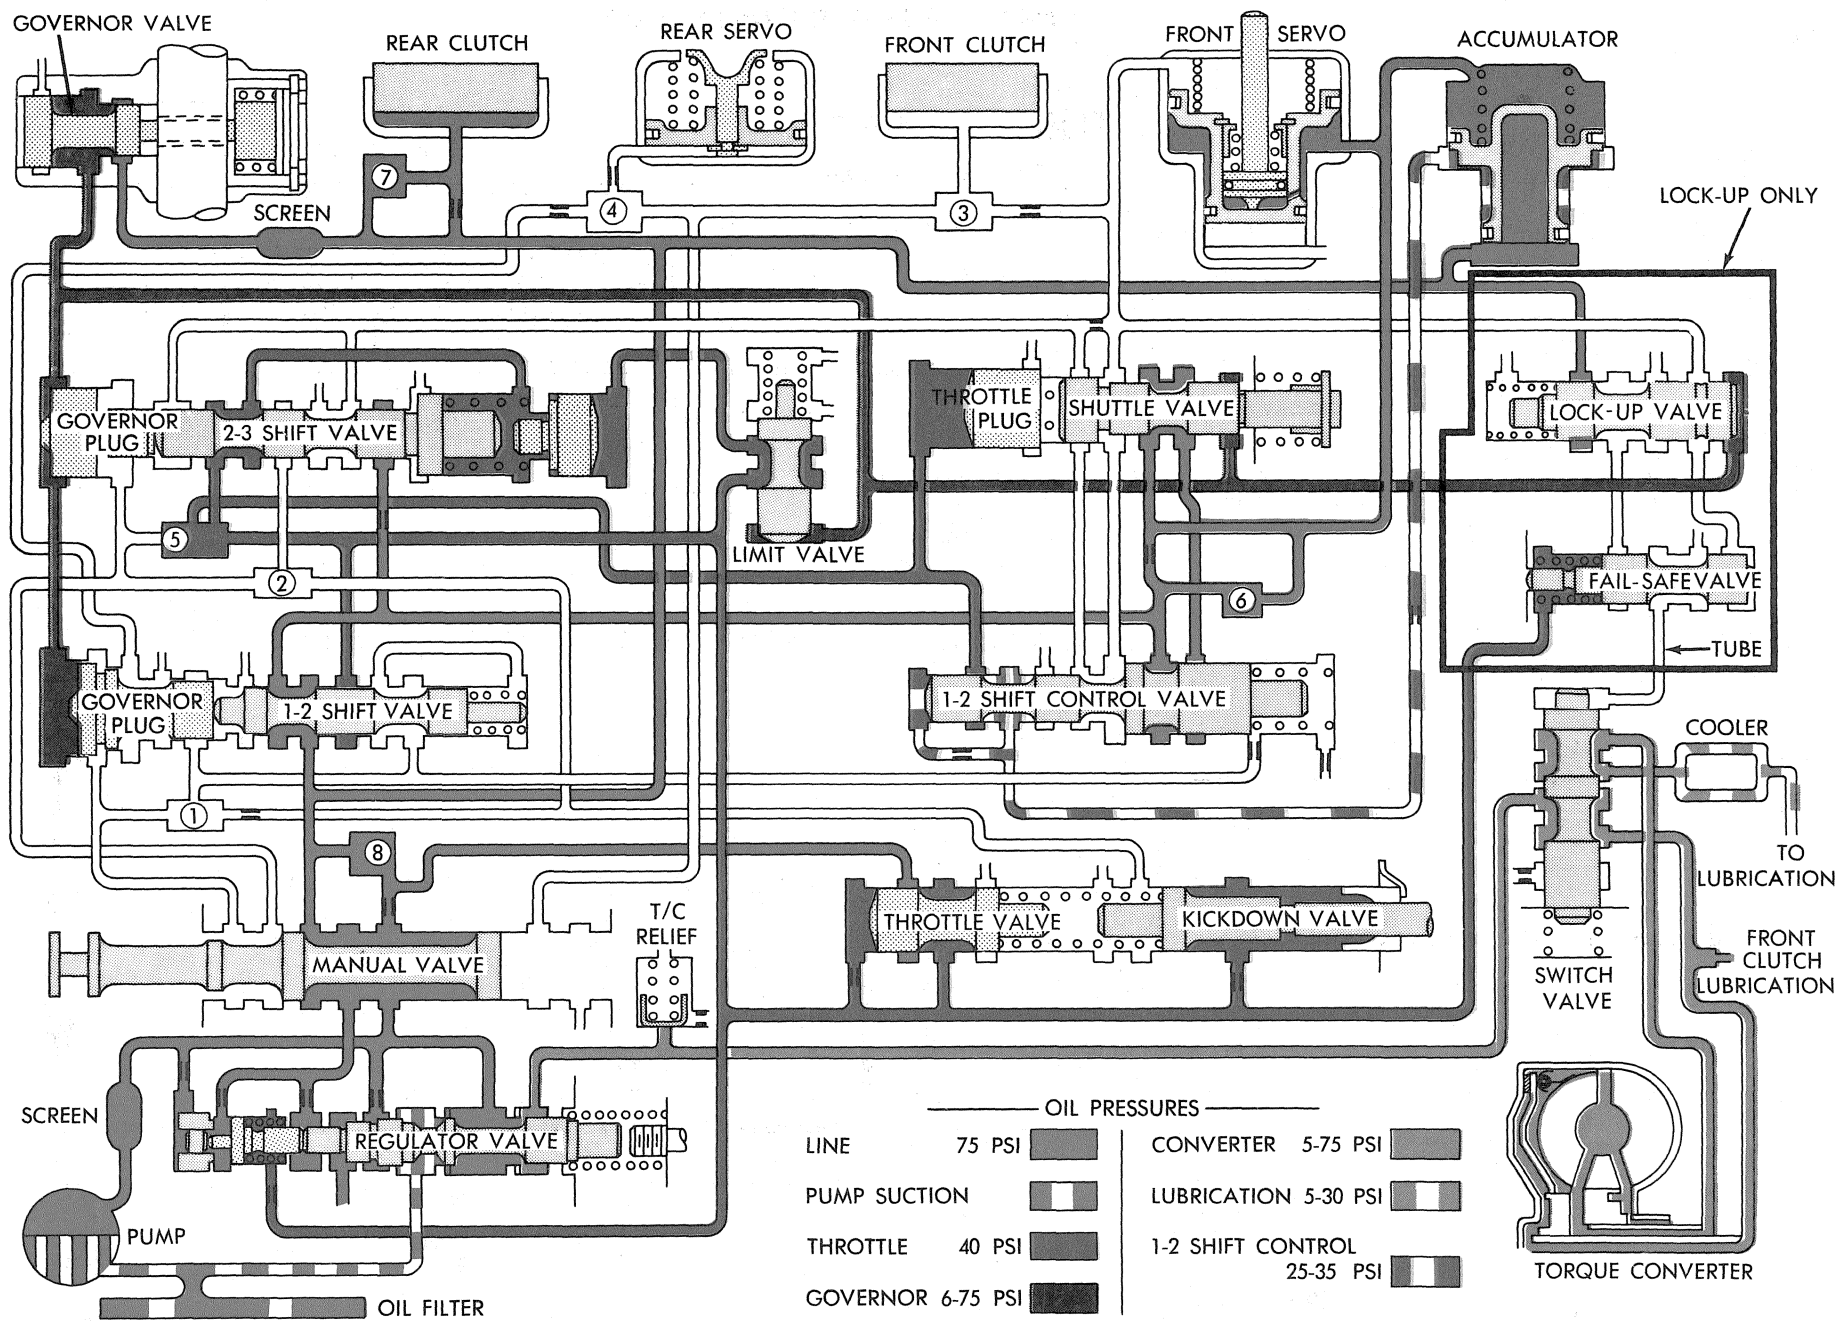 GOVERNOR VALVE
REAR CLUTCH
REAR SERVO
FRONT CLUTCH
FRONT SERVO
ACCUMULATOR
7
4
3
SCREEN
LOCK-UP ONLY
GOVERNOR
PLUG
2-3 SHIFT VALVE
THROTTLE
PLUG
SHUTTLE VALVE
LOCK-UP VALVE
5
LIMIT VALVE
2
6
FAIL-SAFE VALVE
TUBE
GOVERNOR
PLUG
1-2 SHIFT VALVE
1-2 SHIFT CONTROL VALVE
COOLER
1
8
TO
LUBRICATION
T/C
RELIEF
THROTTLE VALVE
KICKDOWN VALVE
MANUAL VALVE
SWITCH
VALVE
FRONT
CLUTCH
LUBRICATION
SCREEN
REGULATOR VALVE
PUMP
OIL FILTER
OIL PRESSURES
LINE 75 PSI
PUMP SUCTION
THROTTLE 40 PSI
GOVERNOR 6-75 PSI
CONVERTER 5-75 PSI
LUBRICATION 5-30 PSI
1-2 SHIFT CONTROL
25-35 PSI
TORQUE CONVERTER